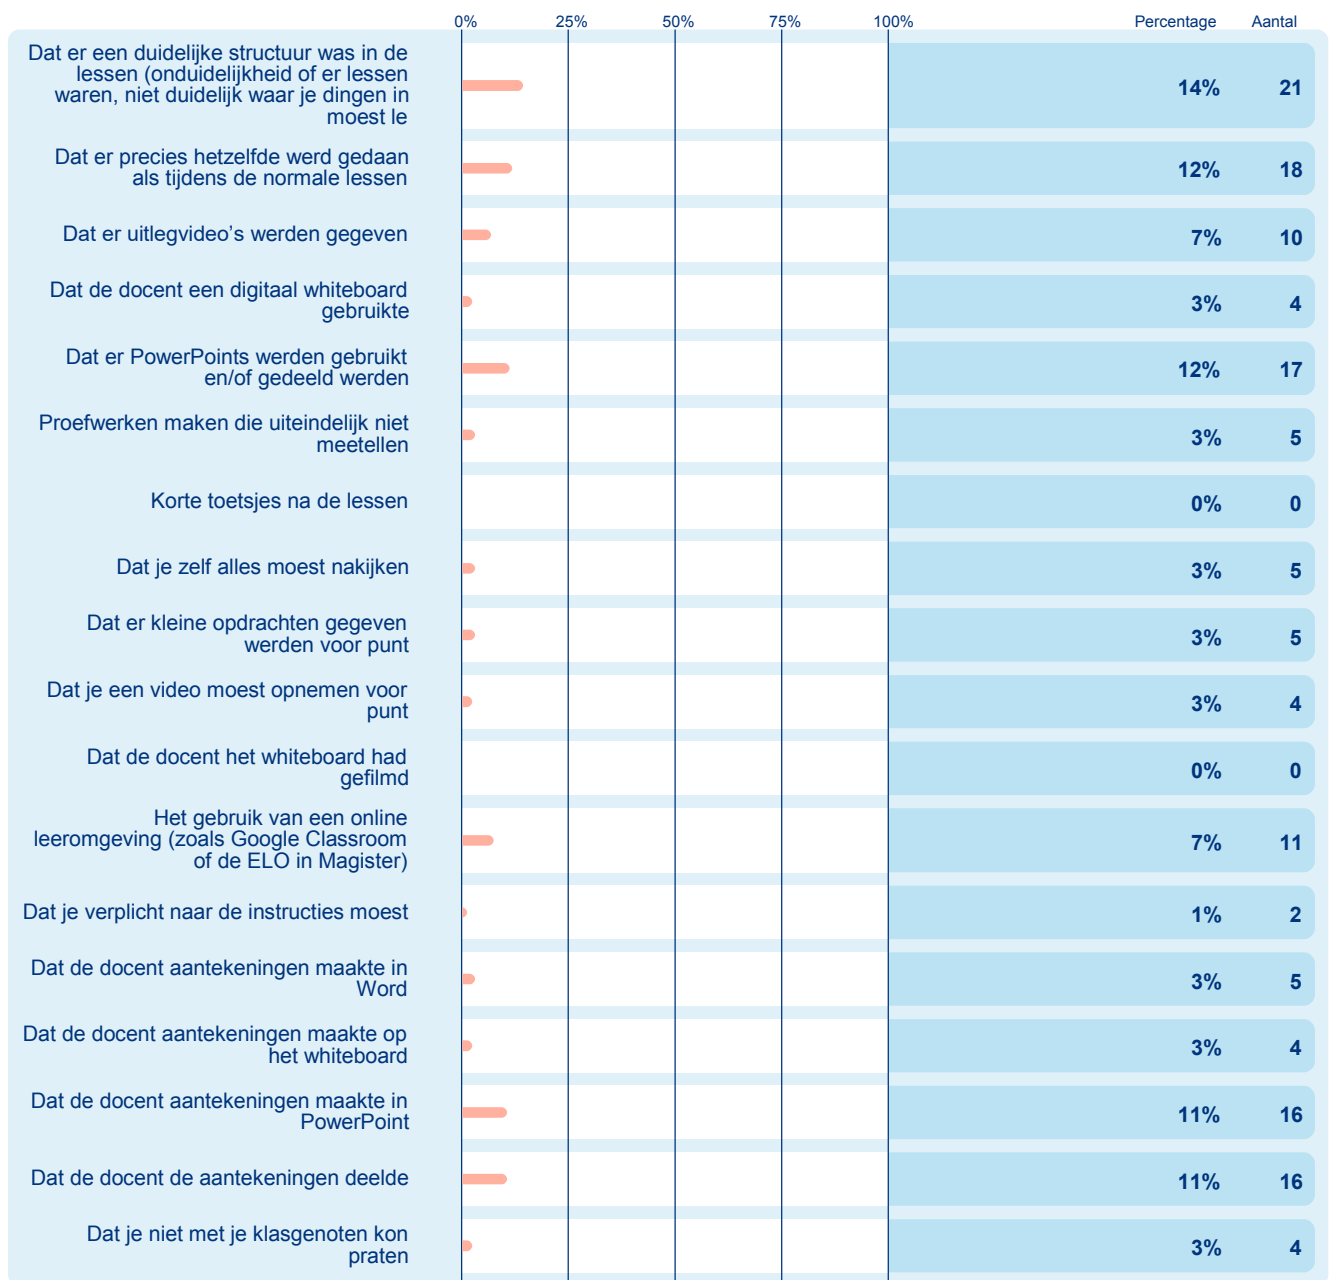 0% 25% 50% 75% 100% Percentage Aantal
Dat er een duidelijke structuur was in de
lessen (onduidelijkheid of er lessen
waren, niet duidelijk waar je dingen in
moest le
14% 21
Dat er precies hetzelfde werd gedaan
als tijdens de normale lessen
12% 18
Dat er uitlegvideo's werden gegeven
7% 10
Dat de docent een digitaal whiteboard
gebruikte
3% 4
Dat er PowerPoints werden gebruikt
en/of gedeeld werden
12% 17
Proefwerken maken die uiteindelijk niet
meetellen
3% 5
Korte toetsjes na de lessen
0% 0
Dat je zelf alles moest nakijken
3% 5
Dat er kleine opdrachten gegeven
werden voor punt
3% 5
Dat je een video moest opnemen voor
punt
3% 4
Dat de docent het whiteboard had
gefilmd
0% 0
Het gebruik van een online
leeromgeving (zoals Google Classroom
of de ELO in Magister)
7% 11
Dat je verplicht naar de instructies moest
1% 2
Dat de docent aantekeningen maakte in
Word
3% 5
Dat de docent aantekeningen maakte op
het whiteboard
3% 4
Dat de docent aantekeningen maakte in
PowerPoint
11% 16
Dat de docent de aantekeningen deelde
11% 16
Dat je niet met je klasgenoten kon
praten
3% 4